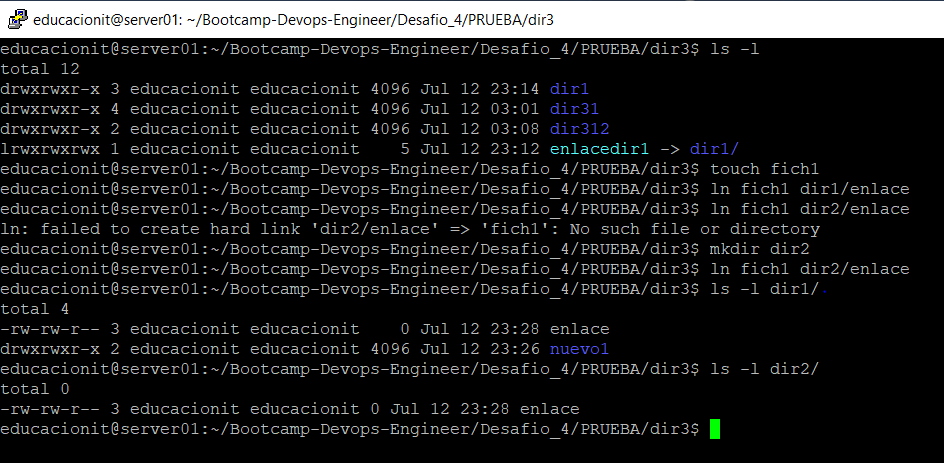 educacionit@server01: ~/Bootcamp-Devops-Engineer/Desafio_4/PRUEBA/dir3
educacionit@server01:~/Bootcamp-Devops-Engineer/Desafio_4/PRUEBA/dir3$ ls -l
total 12
drwxrwxr-x 3 educacionit educacionit 4096 Jul 12 23:14 dir1
drwxrwxr-x 4 educacionit educacionit 4096 Jul 12 03:01 dir31
drwxrwxr-x 2 educacionit educacionit 4096 Jul 12 03:08 dir312
lrwxrwxrwx 1 educacionit educacionit    5 Jul 12 23:12 enlacedir1 -> dir1/
educacionit@server01:~/Bootcamp-Devops-Engineer/Desafio_4/PRUEBA/dir3$ touch fich1
educacionit@server01:~/Bootcamp-Devops-Engineer/Desafio_4/PRUEBA/dir3$ ln fich1 dir1/enlace
educacionit@server01:~/Bootcamp-Devops-Engineer/Desafio_4/PRUEBA/dir3$ ln fich1 dir2/enlace
ln: failed to create hard link 'dir2/enlace' => 'fich1': No such file or directory
educacionit@server01:~/Bootcamp-Devops-Engineer/Desafio_4/PRUEBA/dir3$ mkdir dir2
educacionit@server01:~/Bootcamp-Devops-Engineer/Desafio_4/PRUEBA/dir3$ ln fich1 dir2/enlace
educacionit@server01:~/Bootcamp-Devops-Engineer/Desafio_4/PRUEBA/dir3$ ls -l dir1/
total 4
-rw-rw-r-- 3 educacionit educacionit    0 Jul 12 23:28 enlace
drwxrwxr-x 2 educacionit educacionit 4096 Jul 12 23:26 nuevo1
educacionit@server01:~/Bootcamp-Devops-Engineer/Desafio_4/PRUEBA/dir3$ ls -l dir2/
total 0
-rw-rw-r-- 3 educacionit educacionit 0 Jul 12 23:28 enlace
educacionit@server01:~/Bootcamp-Devops-Engineer/Desafio_4/PRUEBA/dir3$